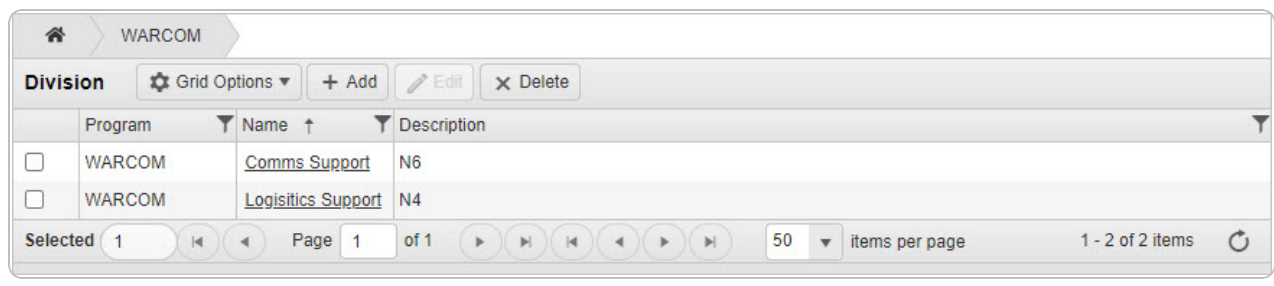 WARCOM
Division Grid Options + Add Edit × Delete
Program Name ↑ Description
WARCOM Comms Support N6
WARCOM Logisitics Support N4
Selected 1 Page 1 of 1 50 items per page 1 - 2 of 2 items